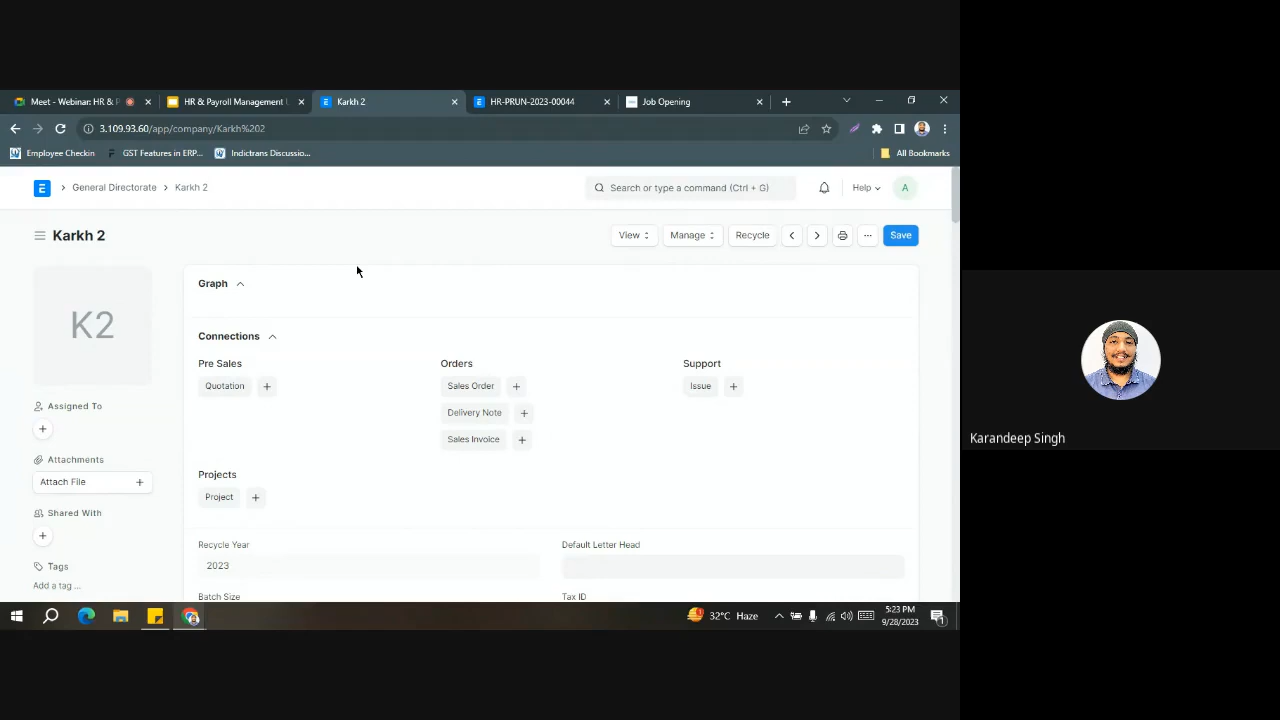 Meet - Webinar: HR & P
HR & Payroll Management
Karkh 2
HR-PRUN-2023-00044
Job Opening
3.109.93.60/app/company/Karkh%202
Employee Checkin
GST Features in ERP...
Indictrans Discussio...
All Bookmarks
E
General Directorate
Karkh 2
Search or type a command (Ctrl + G)
Help
A
Karkh 2
View
Manage
Recycle
Save
K2
Graph
Connections
Pre Sales
Orders
Support
Quotation
Sales Order
Issue
Delivery Note
Sales Invoice
Projects
Project
Assigned To
Attachments
Attach File
Shared With
Tags
Add a tag ...
Recycle Year
Default Letter Head
2023
Batch Size
Tax ID
Karandeep Singh
32°C Haze
5:23 PM
9/28/2023